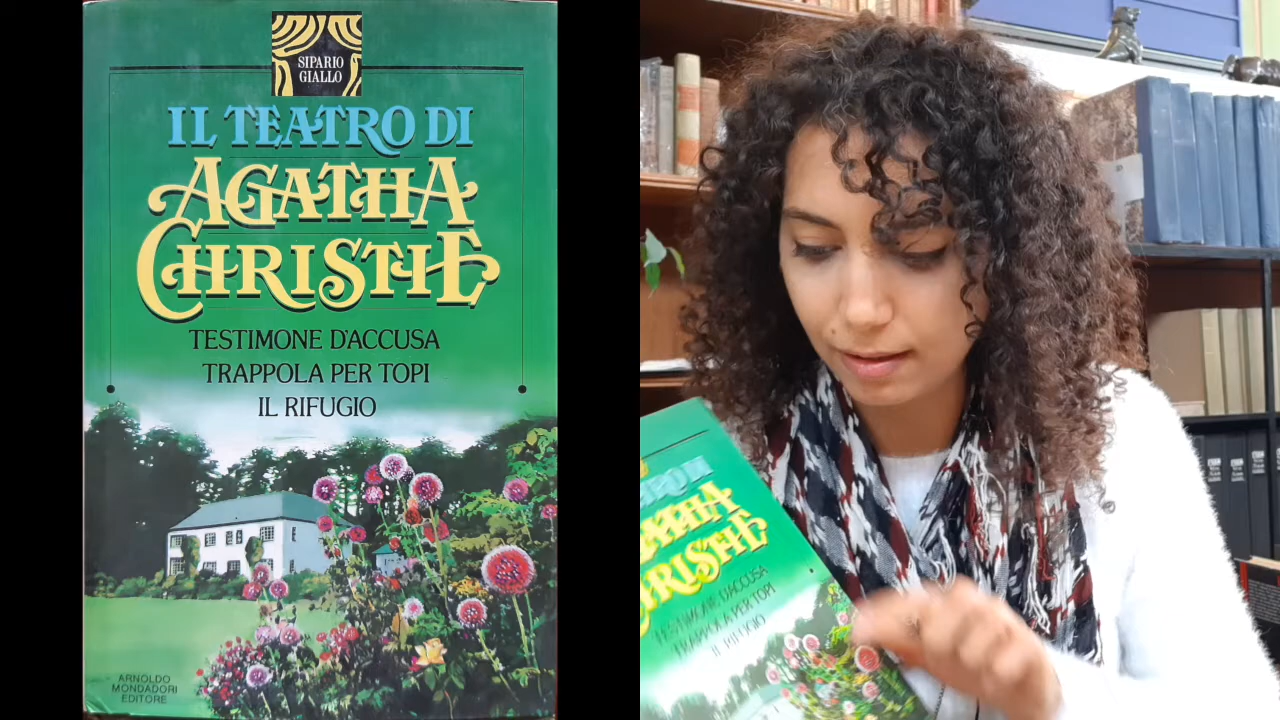 SIPARIO
GIALLO
IL TEATRO DI
AGATHA
CHRISTIE
TESTIMONE D'ACCUSA
TRAPPOLA PER TOPI
IL RIFUGIO
ARNOLDO
MONDADORI
EDITORE
AGATHA
CHRISTIE
TESTIMONE D'ACCUSA
TRAPPOLA PER TOPI
IL RIFUGIO